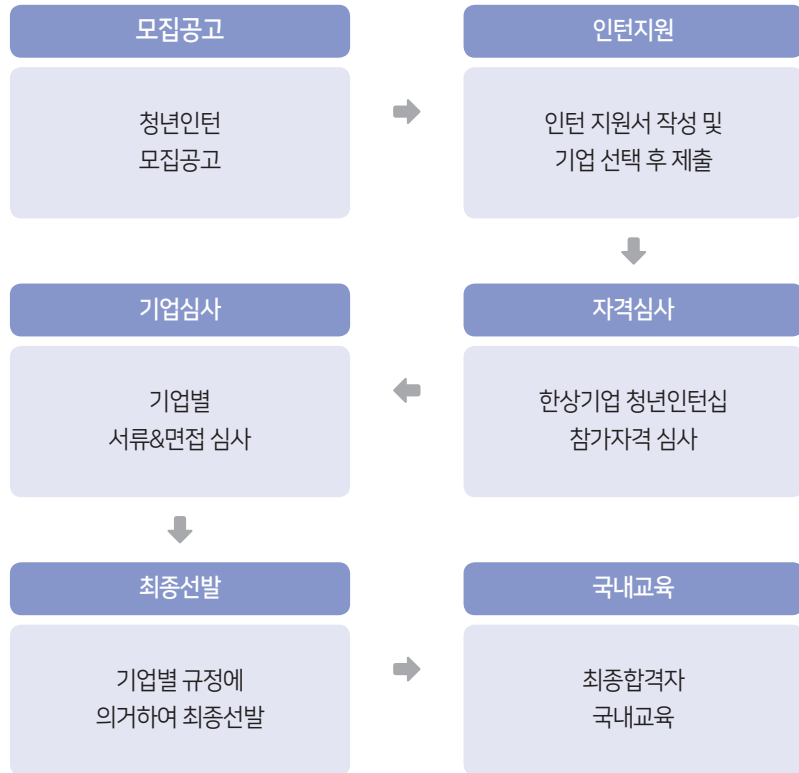 모집공고
청년인턴
모집공고
인턴지원
인턴 지원서 작성 및
기업 선택 후 제출
자격심사
한상기업 청년인턴십
참가자격 심사
기업심사
기업별
서류&면접 심사
최종선발
기업별 규정에
의거하여 최종선발
국내교육
최종합격자
국내교육